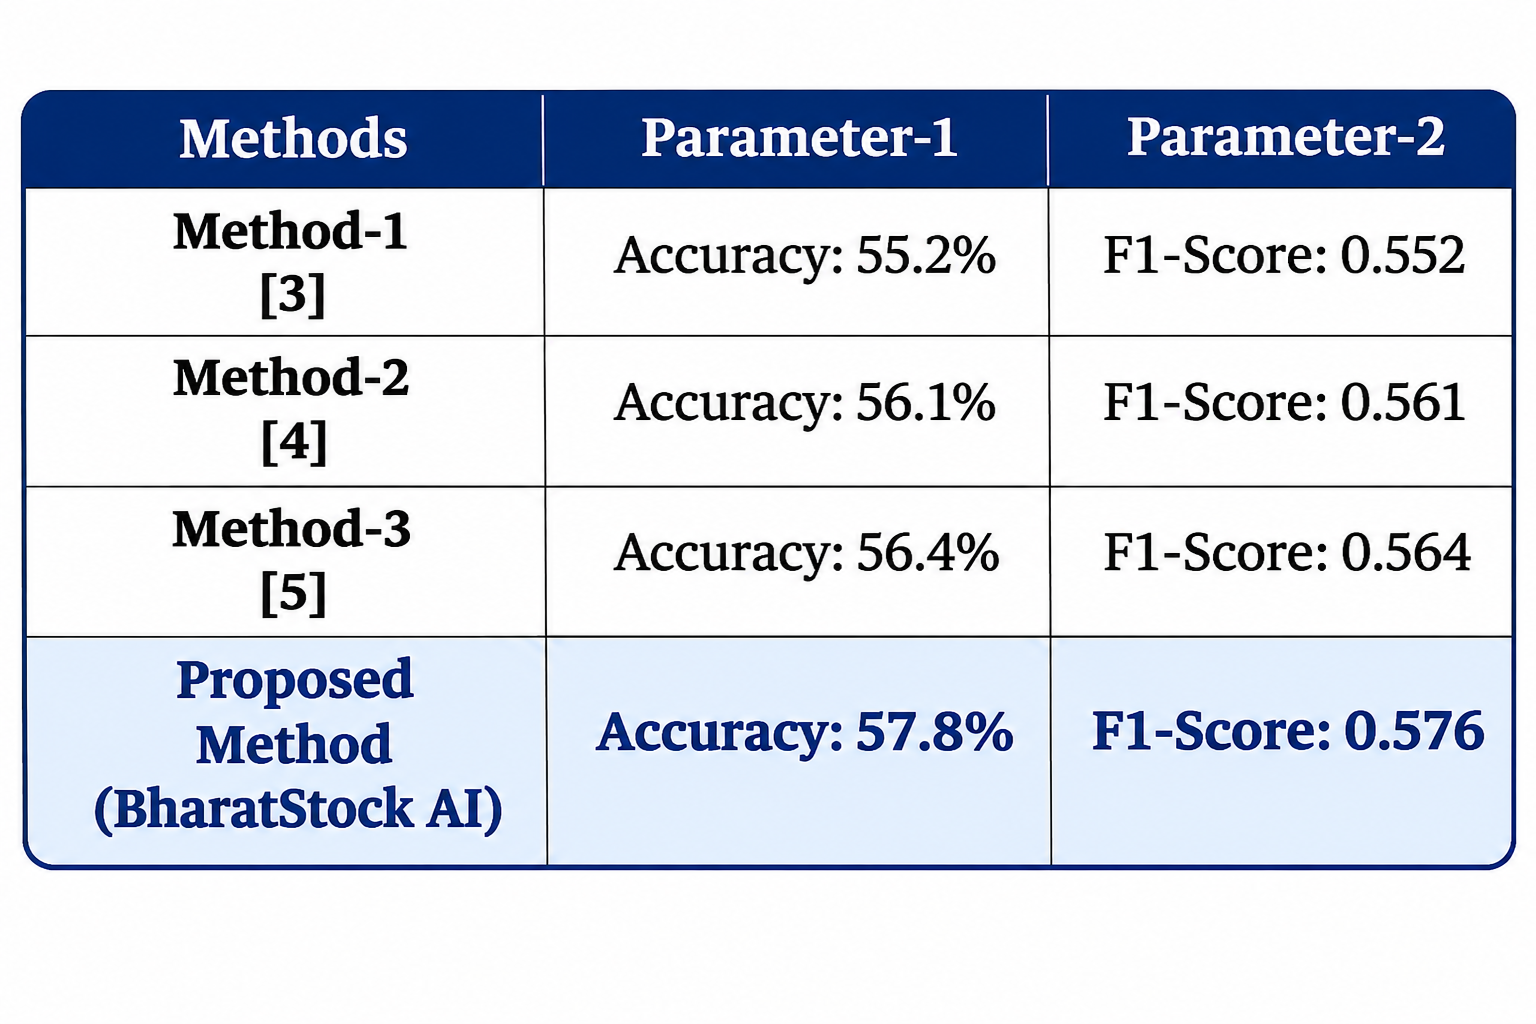 Methods Parameter-1 Parameter-2
Method-1
[3]
Accuracy: 55.2% F1-Score: 0.552
Method-2
[4]
Accuracy: 56.1% F1-Score: 0.561
Method-3
[5]
Accuracy: 56.4% F1-Score: 0.564
Proposed
Method
(BharatStock AI)
Accuracy: 57.8% F1-Score: 0.576